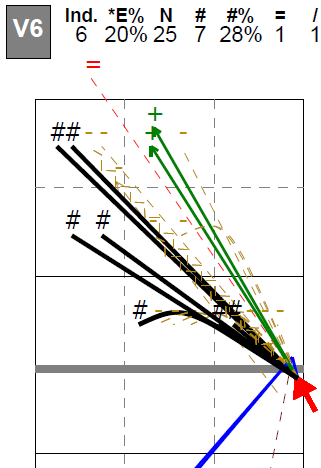 V6
Ind. *E% N # #% = /
6 20% 25 7 28% 1 1
=
+
## - - + -
-
# #
-
# - - ## - -